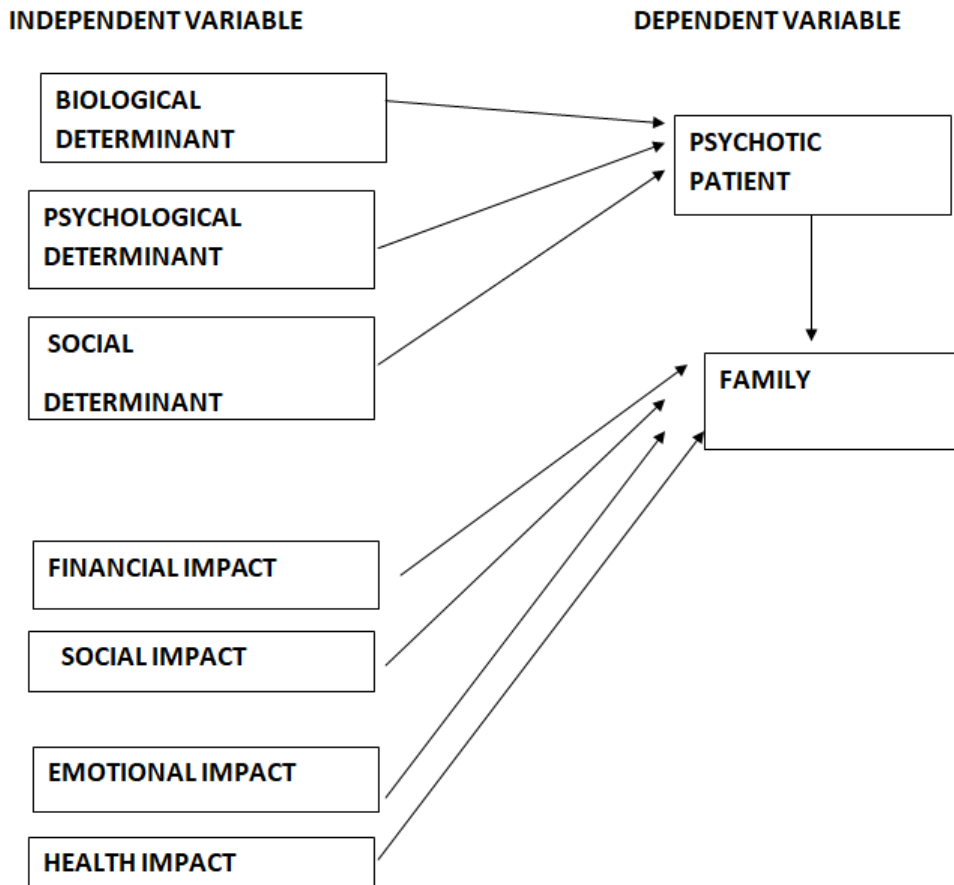 INDEPENDENT VARIABLE
DEPENDENT VARIABLE
BIOLOGICAL
DETERMINANT
PSYCHOTIC
PATIENT
PSYCHOLOGICAL
DETERMINANT
SOCIAL
DETERMINANT
FAMILY
FINANCIAL IMPACT
SOCIAL IMPACT
EMOTIONAL IMPACT
HEALTH IMPACT